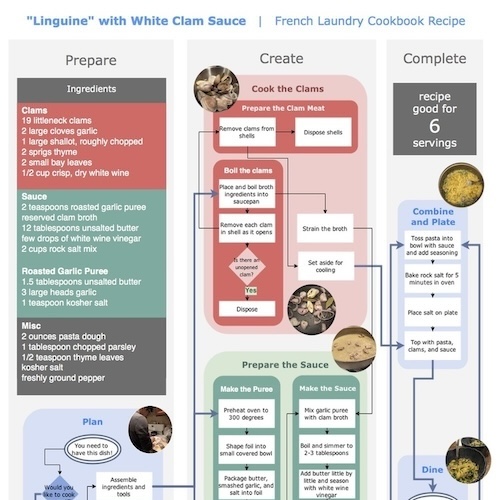 "Linguine" with White Clam Sauce | French Laundry Cookbook Recipe
Prepare
Ingredients
Clams
19 littleneck clams
2 large cloves garlic
1 large shallot, roughly chopped
2 sprigs thyme
2 small bay leaves
1/2 cup crisp, dry white wine
Sauce
2 teaspoons roasted garlic puree
reserved clam broth
12 tablespoons unsalted butter
few drops of white wine vinegar
2 cups rock salt mix
Roasted Garlic Puree
1.5 tablespoons unsalted butter
3 large heads garlic
1 teaspoon kosher salt
Misc
2 ounces pasta dough
1 tablespoon chopped parsley
1/2 teaspoon thyme leaves
kosher salt
freshly ground pepper
Plan
You need to
have this dish!
Would you
like to cook
Assemble
ingredients and
tools
Create
Cook the Clams
Prepare the Clam Meat
Remove clams from
shells
Dispose shells
Boil the clams
Place and boil broth
ingredients into
saucepan
Remove each clam
in shell as it opens
Is there an
unopened
clam?
Yes
Dispose
Strain the broth
Set aside for
cooling
Prepare the Sauce
Make the Puree
Preheat oven to
300 degrees
Shape foil into
small covered bowl
Package butter,
smashed garlic, and
salt into foil
Make the Sauce
Mix garlic puree
with clam broth
Boil and simmer to
2-3 tablespoons
Add butter little by
little and season
with white wine
vinegar
Complete
recipe
good for
6
servings
Combine
and Plate
Toss pasta into
bowl with sauce and
add seasoning
Bake rock salt for 5
minutes in oven
Place salt on plate
Top with pasta,
clams, and sauce
Dine